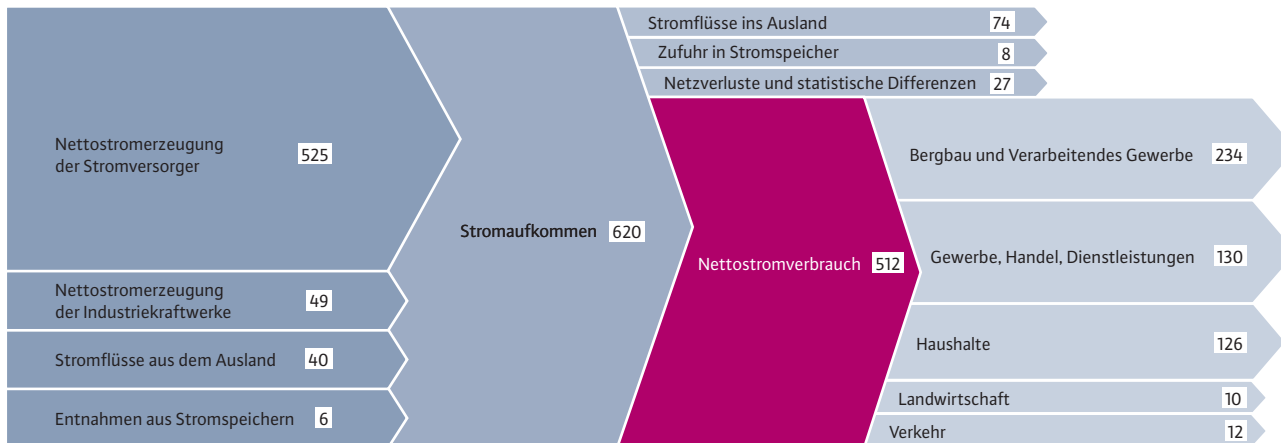 Nettostromerzeugung
der Stromversorger 525
Nettostromerzeugung
der Industriekraftwerke 49
Stromflüsse aus dem Ausland 40
Entnahmen aus Stromspeichern 6
Stromaufkommen 620
Stromflüsse ins Ausland 74
Zufuhr in Stromspeicher 8
Netzverluste und statistische Differenzen 27
Nettostromverbrauch 512
Bergbau und Verarbeitendes Gewerbe 234
Gewerbe, Handel, Dienstleistungen 130
Haushalte 126
Landwirtschaft 10
Verkehr 12